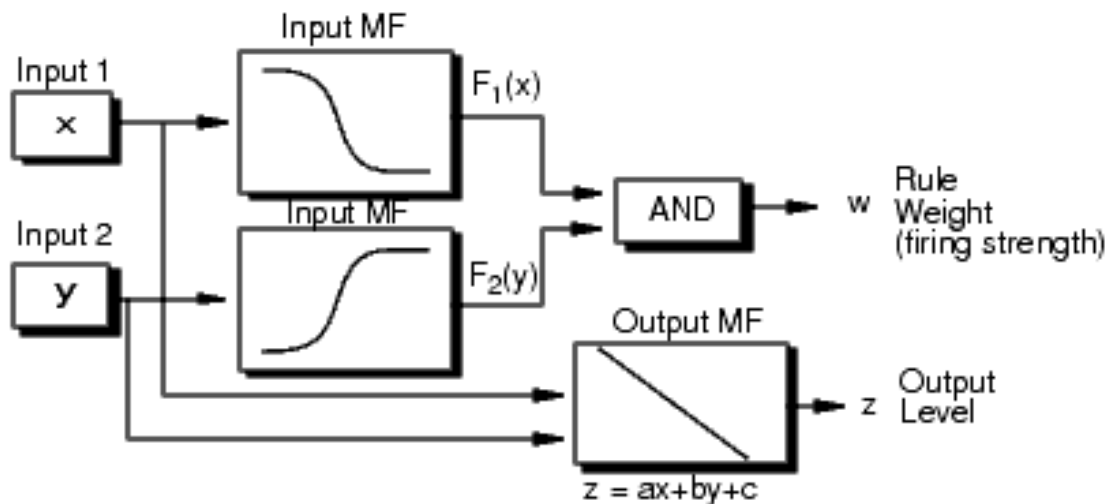 Input MF
Input 1
x
F₁(x)
Input MF
AND
w
Rule
Weight
(firing strength)
Input 2
y
F₂(y)
Output MF
z
Output
Level
z = ax+by+c